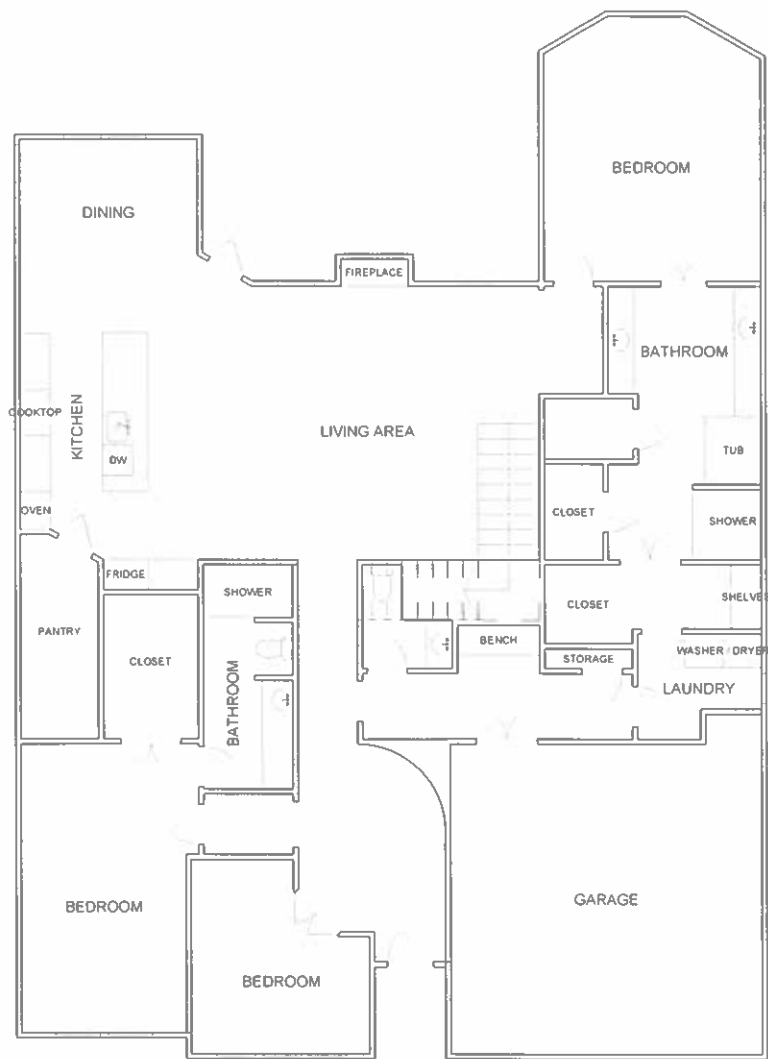 BEDROOM
DINING
FIREPLACE
BATHROOM
COOKTOP
KITCHEN
LIVING AREA
DW
TUB
OVEN
CLOSET
SHOWER
FRIDGE
SHOWER
CLOSET
SHELVES
PANTRY
CLOSET
BENCH
STORAGE
WASHER / DRYER
LAUNDRY
BATHROOM
BEDROOM
GARAGE
BEDROOM